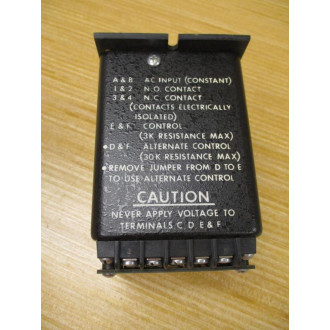 A & B AC INPUT (CONSTANT)
1 & 2 N.O. CONTACT
3 & 4 N.C. CONTACT
(CONTACTS ELECTRICALLY
ISOLATED)
E & F CONTROL
(3K RESISTANCE MAX)
• D & F ALTERNATE CONTROL
(30K RESISTANCE MAX)
• REMOVE JUMPER FROM D TO E
TO USE ALTERNATE CONTROL
CAUTION
NEVER APPLY VOLTAGE TO
TERMINALS C, D E & F